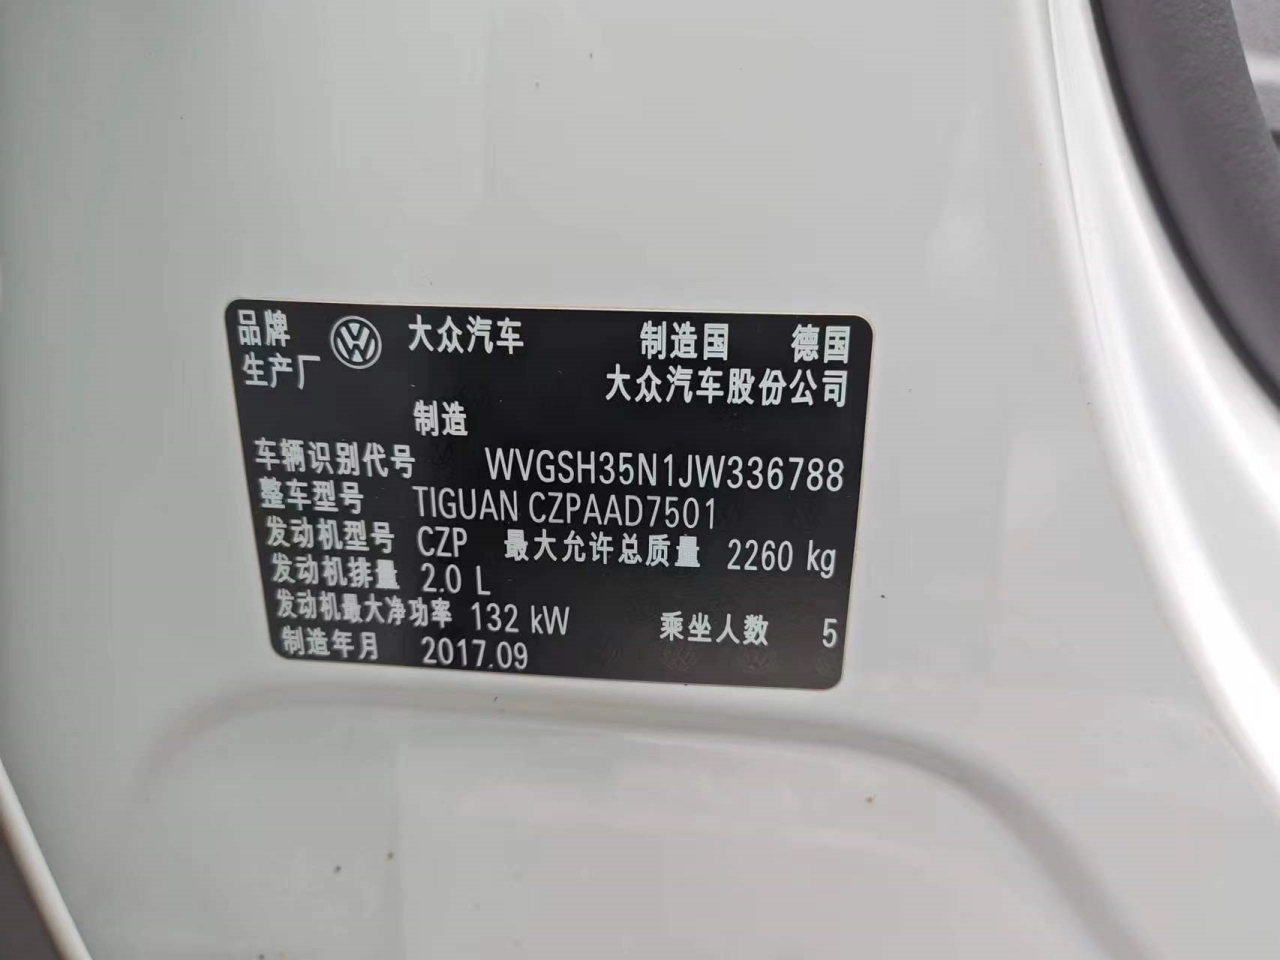 品牌 大众汽车 制造国 德国
生产厂 大众汽车股份公司
制造
车辆识别代号 WVGSH35N1JW336788
整车型号 TIGUAN CZPAAD7501
发动机型号 CZP 最大允许总质量 2260 kg
发动机排量 2.0 L
发动机最大净功率 132 kW 乘坐人数 5
制造年月 2017.09